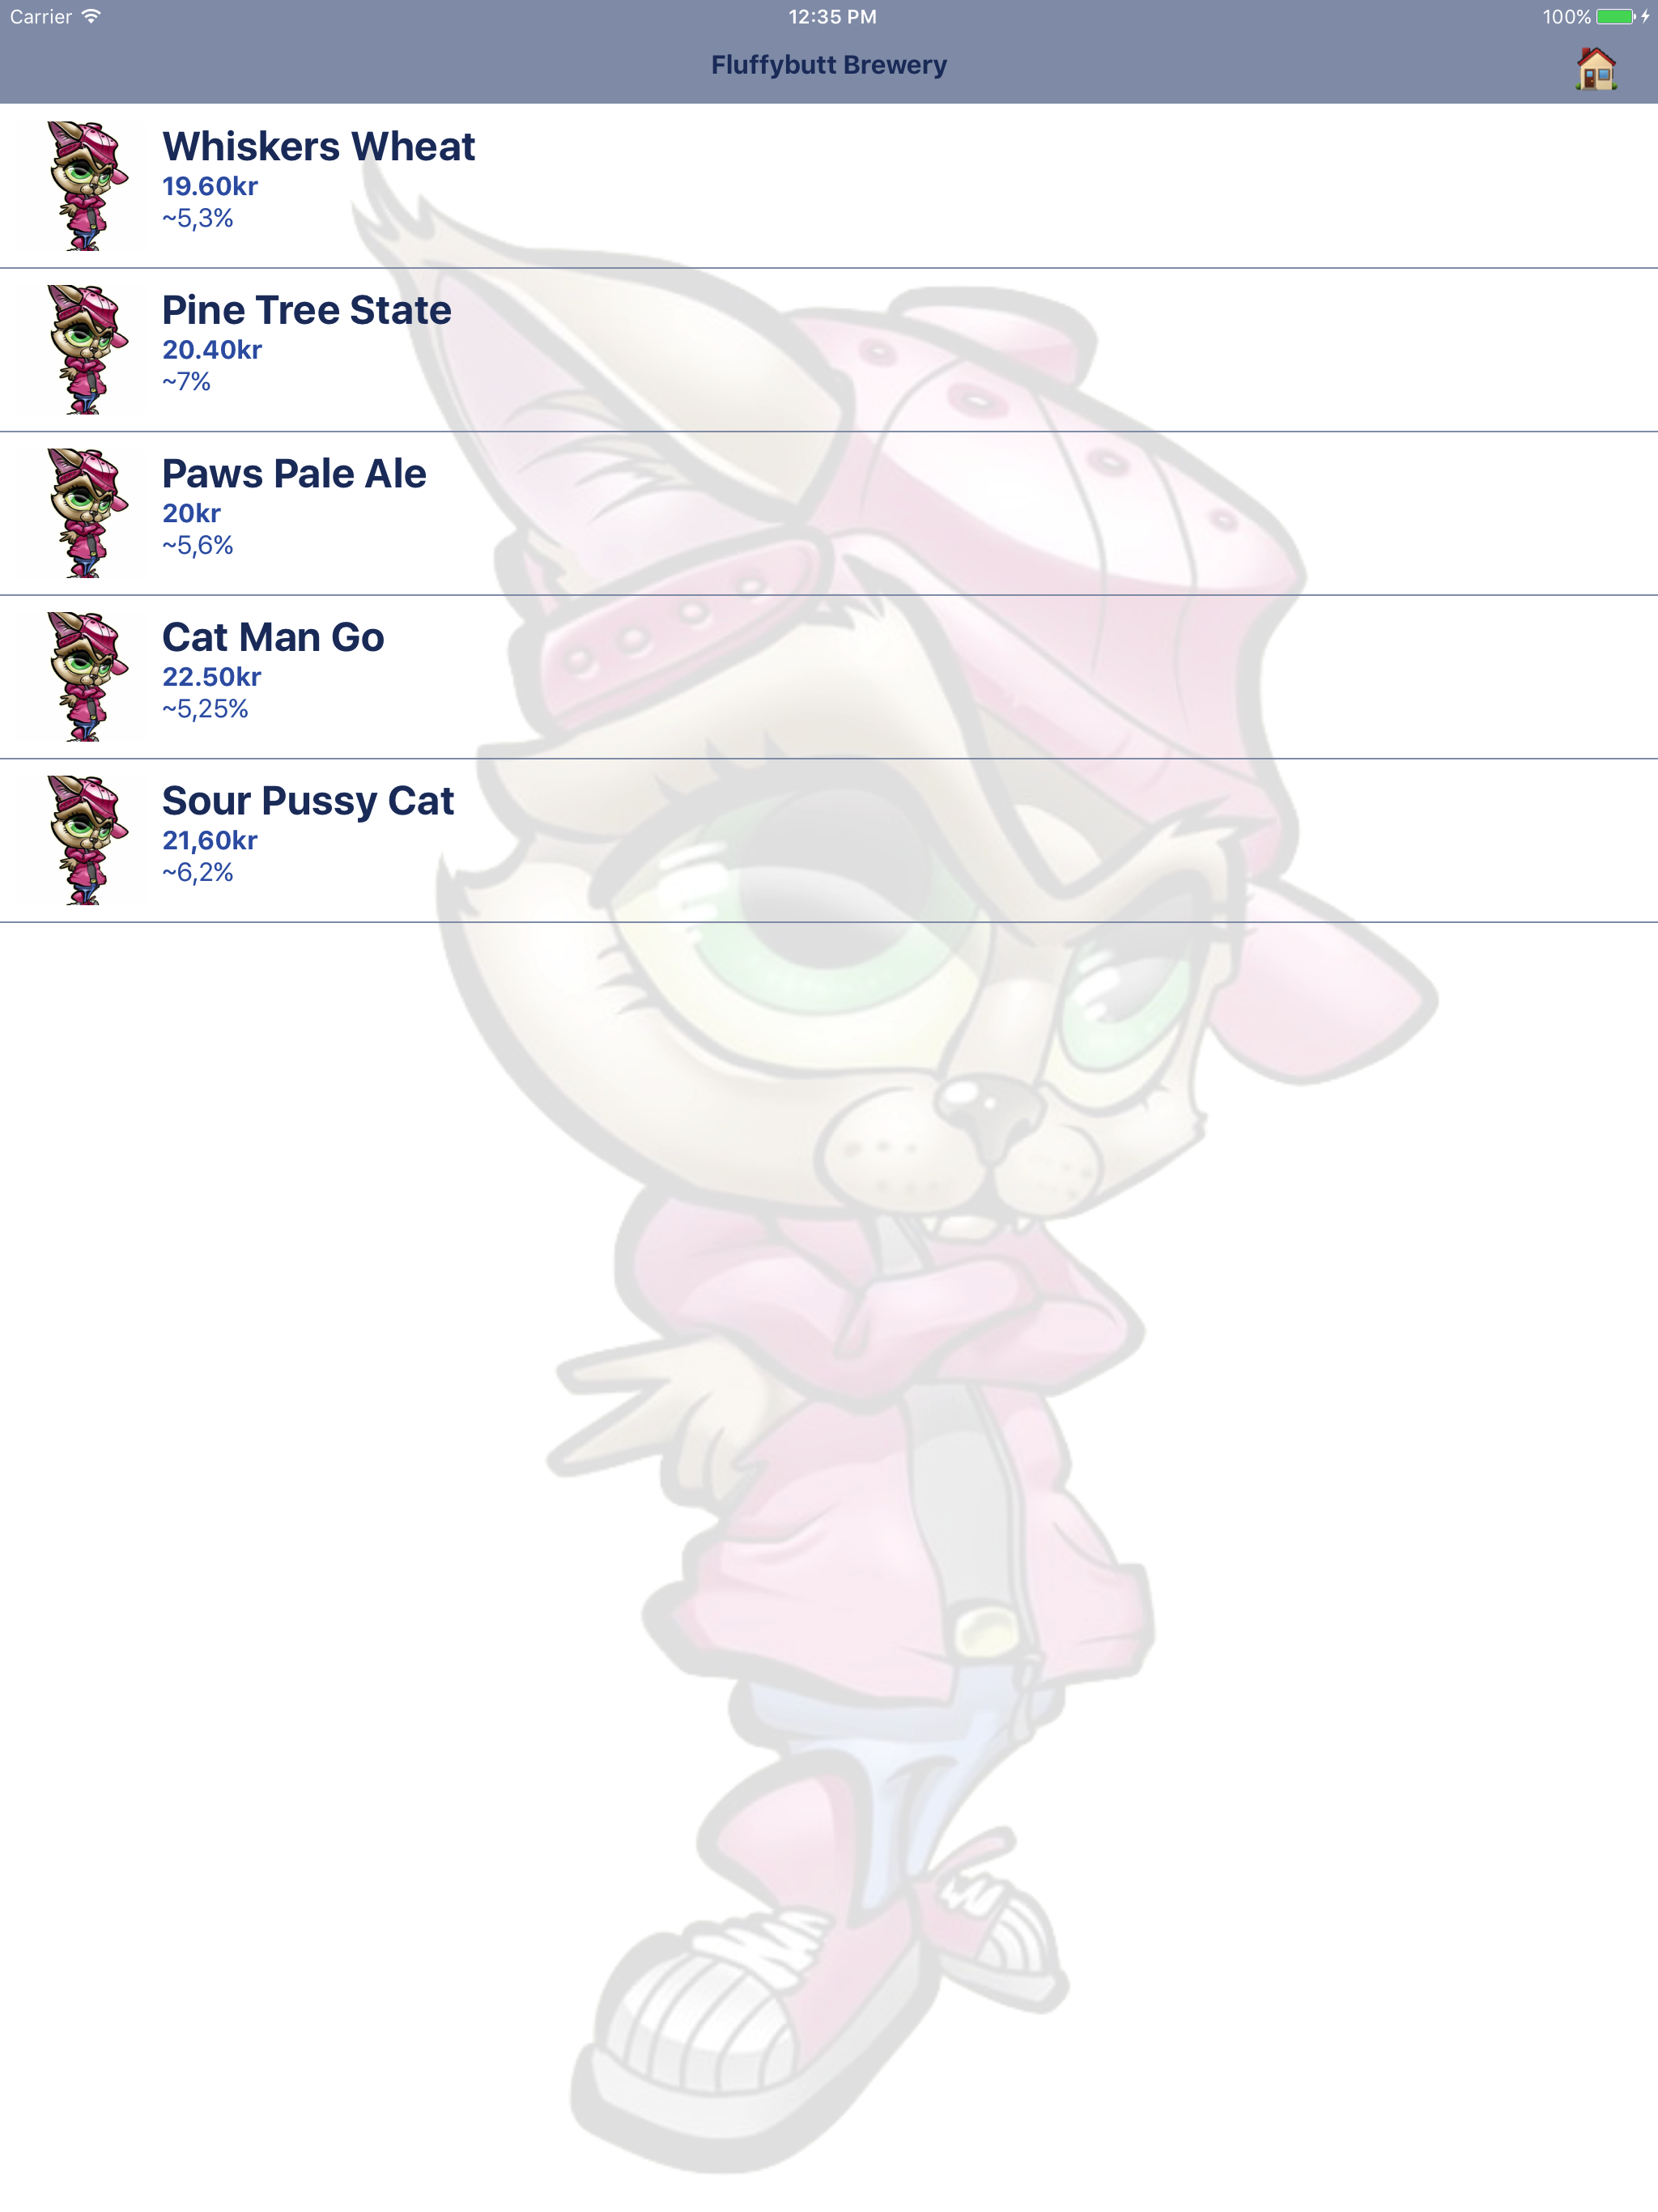 Carrier 12:35 PM 100%
Fluffybutt Brewery
Whiskers Wheat
19.60kr
~5,3%
Pine Tree State
20.40kr
~7%
Paws Pale Ale
20kr
~5,6%
Cat Man Go
22.50kr
~5,25%
Sour Pussy Cat
21,60kr
~6,2%